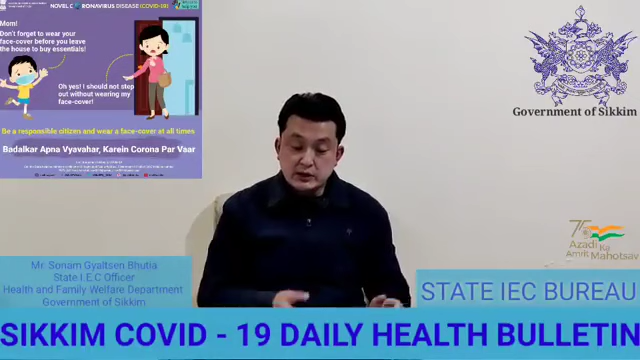 NOVEL CORONAVIRUS DISEASE (COVID-19)
Mom!
Don't forget to wear your
face-cover before you leave
the house to buy essentials!
Oh yes! I should not step
out without wearing my
face-cover!
Be a responsible citizen and wear a face-cover at all times
Badalkar Apna Vyavahar, Karein Corona Par Vaar
Government of Sikkim
75
Azadi Ka
Amrit Mahotsav
Mr. Sonam Gyaltsen Bhutia
State I.E.C Officer
Health and Family Welfare Department
Government of Sikkim
STATE IEC BUREAU
SIKKIM COVID - 19 DAILY HEALTH BULLETIN